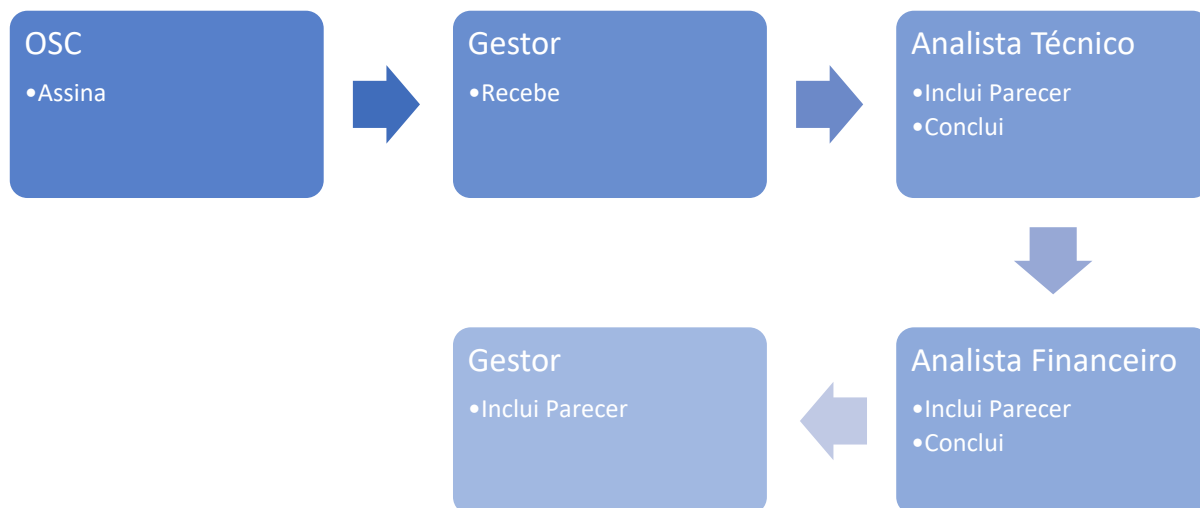 OSC
•Assina
Gestor
•Recebe
Analista Técnico
•Inclui Parecer
•Conclui
Analista Financeiro
•Inclui Parecer
•Conclui
Gestor
•Inclui Parecer